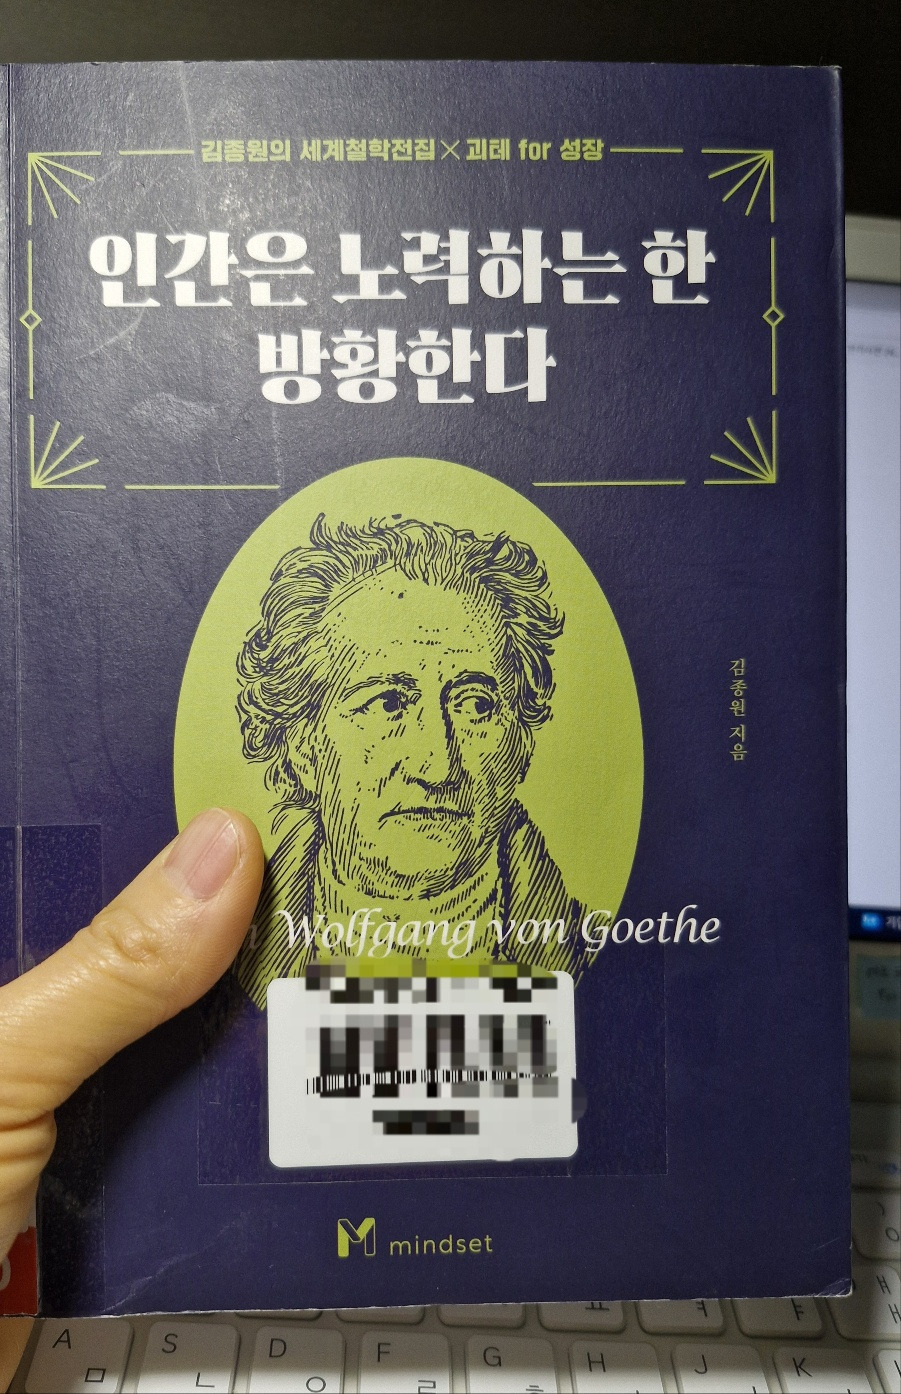 김종원의 세계철학전집×괴테 for 성장
인간은 노력하는 한
방황한다
김종원 지음
Wolfgang von Goethe
mindset
A
ㅁ
S
ㄴ
D
ㅇ
F
ㄹ
G
ㅎ
H
J
K